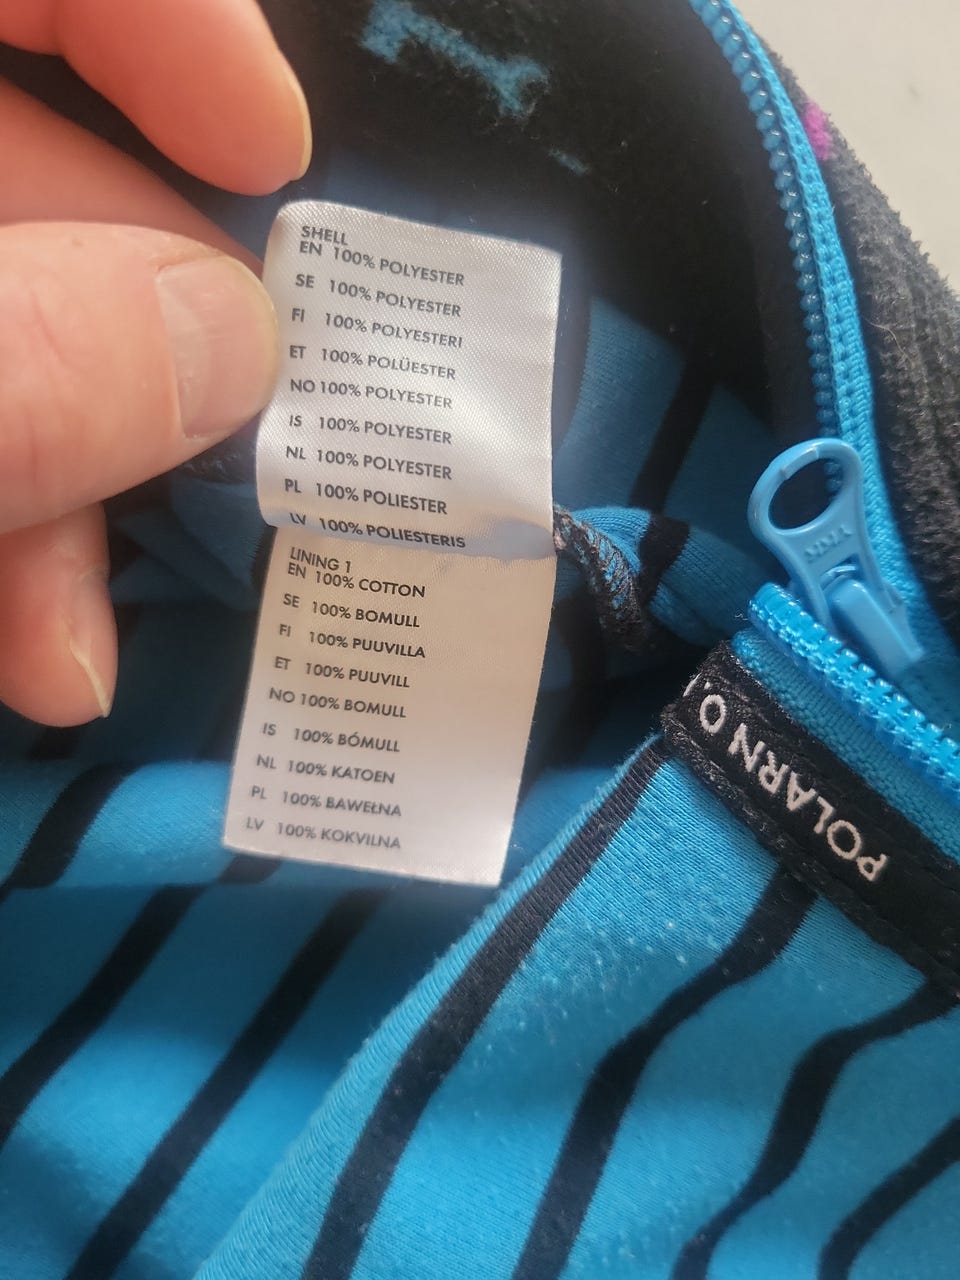 SHELL
EN 100% POLYESTER
SE 100% POLYESTER
FI 100% POLYESTERI
ET 100% POLÜESTER
NO 100% POLYESTER
IS 100% POLYESTER
NL 100% POLYESTER
PL 100% POLIESTER
LV 100% POLIESTERIS
LINING 1
EN 100% COTTON
SE 100% BOMULL
FI 100% PUUVILLA
ET 100% PUUVILL
NO 100% BOMULL
IS 100% BÓMULL
NL 100% KATOEN
PL 100% BAWEŁNA
LV 100% KOKVILNA
YKK
POLARN O.